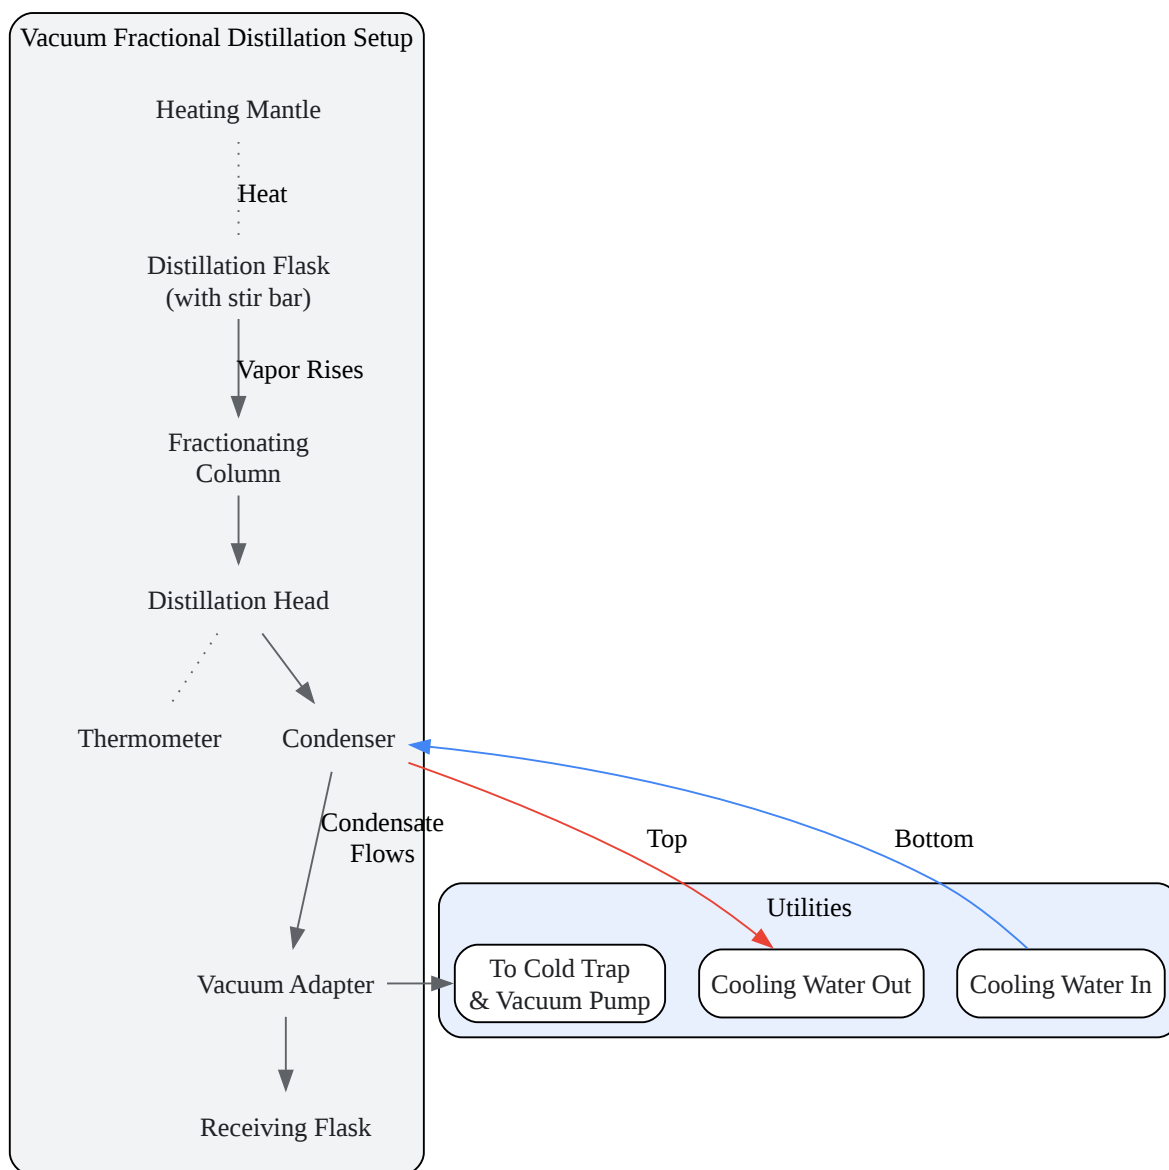 Vacuum Fractional Distillation Setup
Heating Mantle
Heat
Distillation Flask
(with stir bar)
Vapor Rises
Fractionating
Column
Distillation Head
Thermometer
Condenser
Condensate
Flows
Top
Bottom
Utilities
Vacuum Adapter
To Cold Trap
& Vacuum Pump
Cooling Water Out
Cooling Water In
Receiving Flask